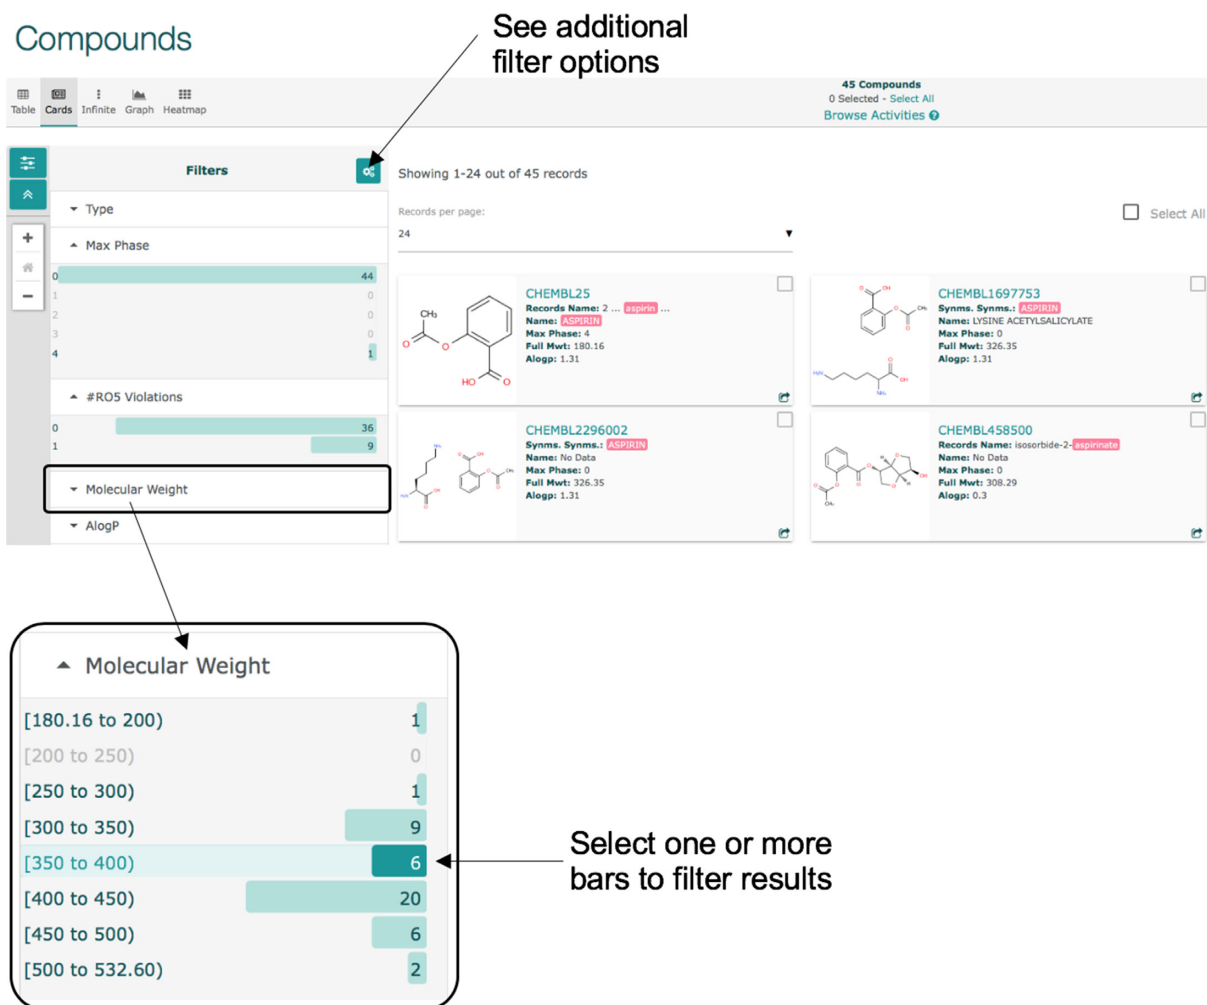 Compounds
See additional
filter options
Table
Cards
Infinite
Graph
Heatmap
45 Compounds
0 Selected - Select All
Browse Activities ?
Filters
Type
Max Phase
0 44
1 0
2 0
3 0
4 1
#RO5 Violations
0 36
1 9
Molecular Weight
AlogP
Showing 1-24 out of 45 records
Records per page:
24
Select All
CH₃
O
O
HO
O
CHEMBL25
Records Name: 2 ... aspirin ...
Name: ASPIRIN
Max Phase: 4
Full Mwt: 180.16
Alogp: 1.31
CHEMBL1697753
Synms. Synms.: ASPIRIN
Name: LYSINE ACETYLSALICYLATE
Max Phase: 0
Full Mwt: 326.35
Alogp: 1.31
CHEMBL2296002
Synms. Synms.: ASPIRIN
Name: No Data
Max Phase: 0
Full Mwt: 326.35
Alogp: 1.31
CHEMBL458500
Records Name: isosorbide-2-aspirinate
Name: No Data
Max Phase: 0
Full Mwt: 308.29
Alogp: 0.3
Molecular Weight
[180.16 to 200) 1
[200 to 250) 0
[250 to 300) 1
[300 to 350) 9
[350 to 400) 6
[400 to 450) 20
[450 to 500) 6
[500 to 532.60) 2
Select one or more
bars to filter results